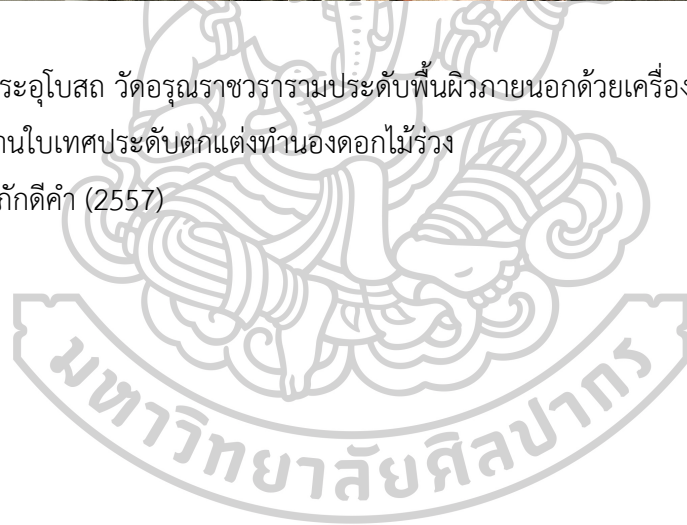 ระอุโบสถ วัดอรุณราชวรารามประดับพื้นผิวภายนอกด้วยเครื่อง
านใบเทศประดับตกแต่งทำนองดอกไม้ร่วง
ภักดีคำ (2557)
มหาวิทยาลัยศิลปากร